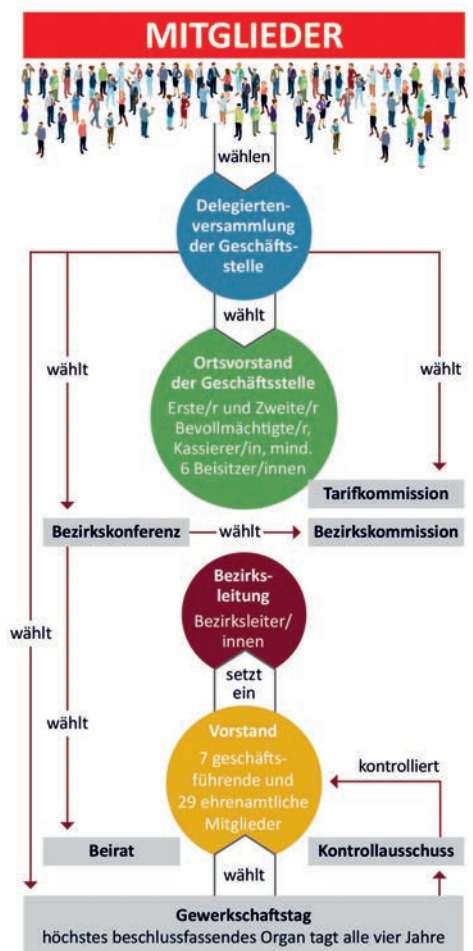 MITGLIEDER
wählen
Delegierten-
versammlung
der Geschäfts-
stelle
wählt
wählt
wählt
Ortsvorstand
der Geschäftsstelle
Erste/r und Zweite/r
Bevollmächtigte/r,
Kassierer/in, mind.
6 Beisitzer/innen
Tarifkommission
Bezirkskonferenz
wählt
Bezirkskommission
Bezirks-
leitung
Bezirksleiter/
innen
wählt
setzt
ein
wählt
Vorstand
7 geschäfts-
führende und
29 ehrenamtliche
Mitglieder
kontrolliert
Beirat
Kontrollausschuss
wählt
Gewerkschaftstag
höchstes beschlussfassendes Organ tagt alle vier Jahre